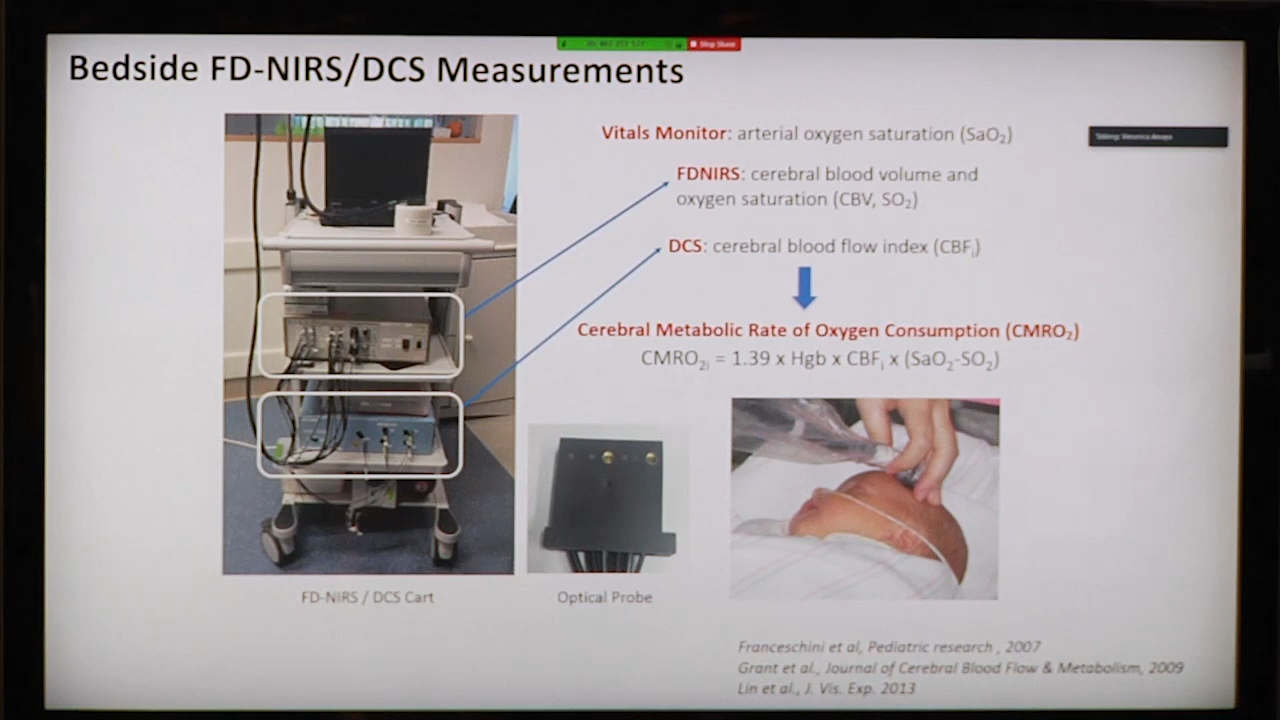 Stop Share
Bedside FD-NIRS/DCS Measurements
Vitals Monitor: arterial oxygen saturation (SaO₂)
FDNIRS: cerebral blood volume and
oxygen saturation (CBV, SO₂)
DCS: cerebral blood flow index (CBFᵢ)
Cerebral Metabolic Rate of Oxygen Consumption (CMRO₂)
CMRO₂ᵢ = 1.39 x Hgb x CBFᵢ x (SaO₂-SO₂)
FD-NIRS / DCS Cart
Optical Probe
Franceschini et al, Pediatric research , 2007
Grant et al., Journal of Cerebral Blood Flow & Metabolism, 2009
Lin et al., J. Vis. Exp. 2013